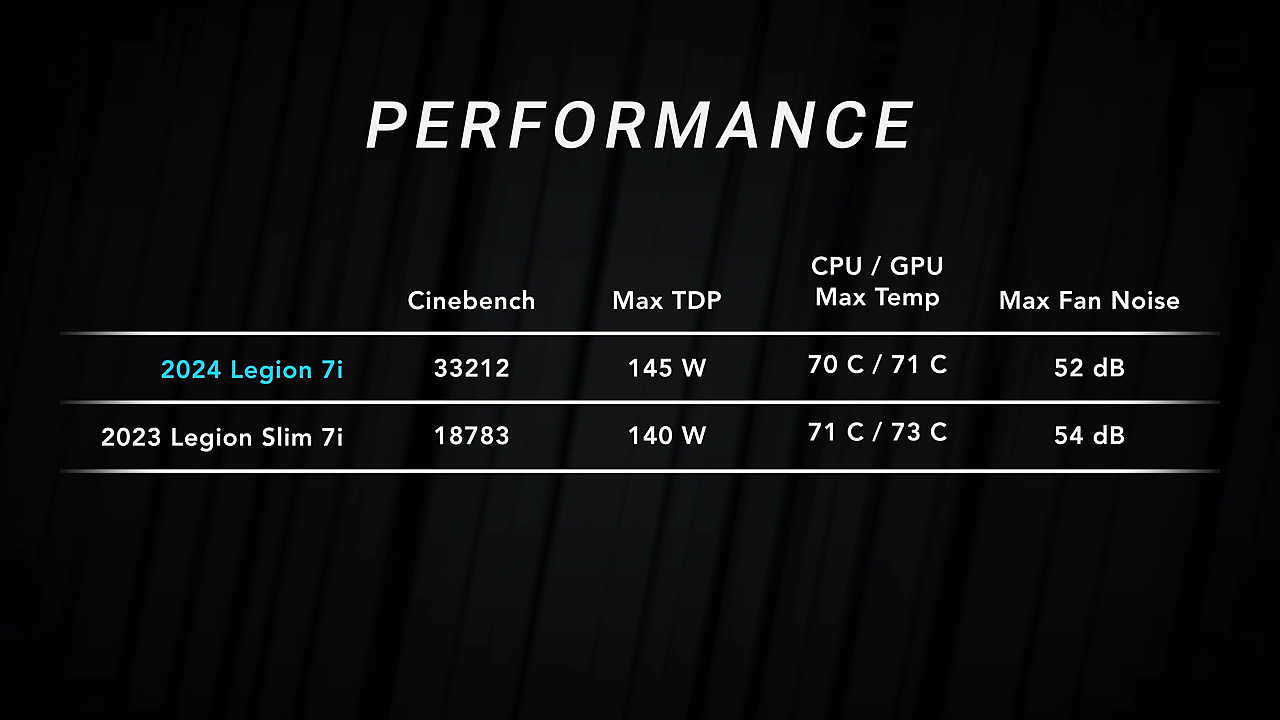 PERFORMANCE
Cinebench Max TDP CPU / GPU Max Temp Max Fan Noise
2024 Legion 7i 33212 145 W 70 C / 71 C 52 dB
2023 Legion Slim 7i 18783 140 W 71 C / 73 C 54 dB